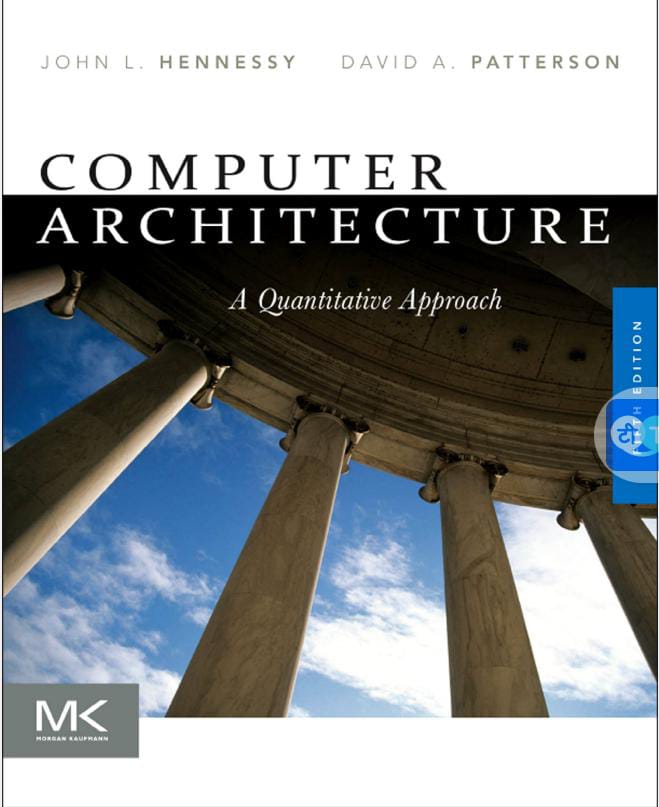 JOHN L. HENNESSY DAVID A. PATTERSON
COMPUTER
ARCHITECTURE
A Quantitative Approach
EDITION
टी
T
MK
MORGAN KAUFMANN